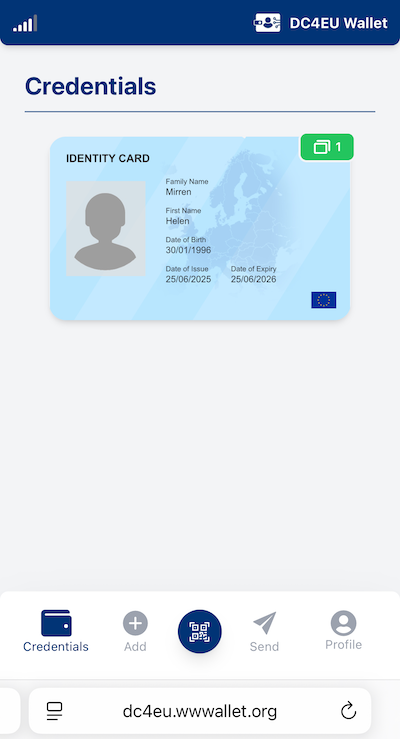 DC4EU Wallet
Credentials
1
IDENTITY CARD
Family Name
Mirren
First Name
Helen
Date of Birth
30/01/1996
Date of Issue Date of Expiry
25/06/2025 25/06/2026
Credentials Add Send Profile
dc4eu.wwwallet.org